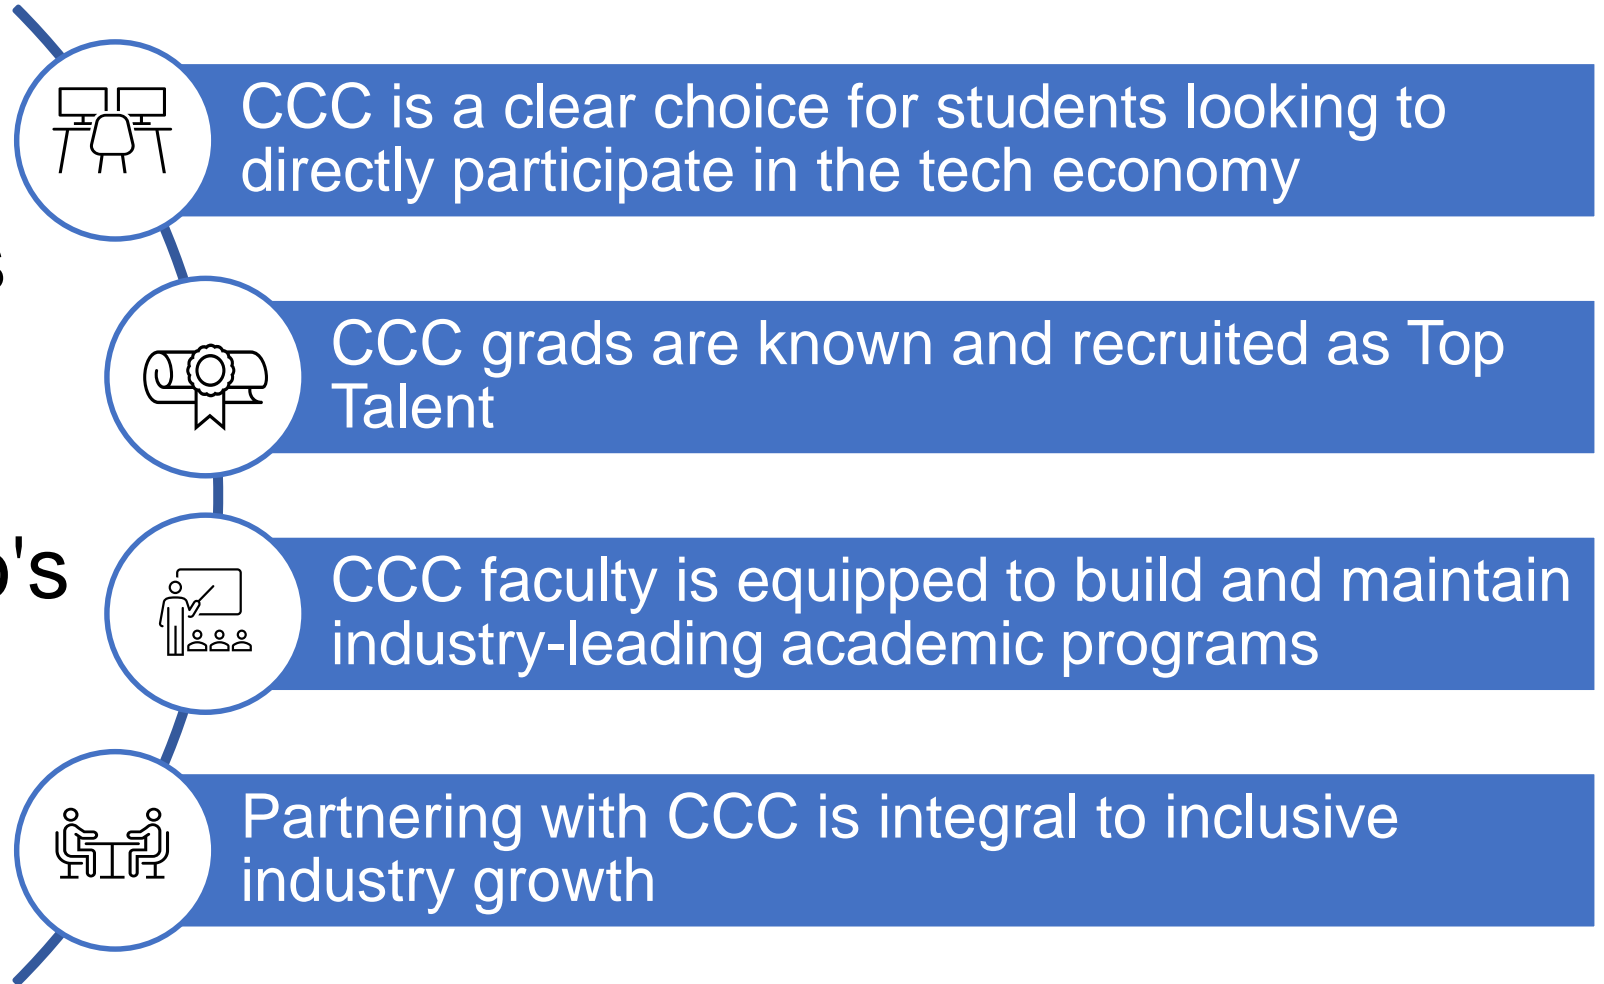 CCC is a clear choice for students looking to
directly participate in the tech economy
s
CCC grads are known and recruited as Top
Talent
's
CCC faculty is equipped to build and maintain
industry-leading academic programs
Partnering with CCC is integral to inclusive
industry growth